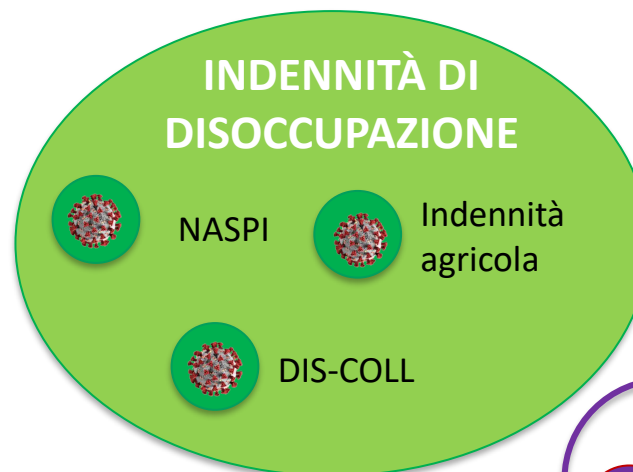 INDENNITÀ DI
DISOCCUPAZIONE
NASPI
Indennità
agricola
DIS-COLL